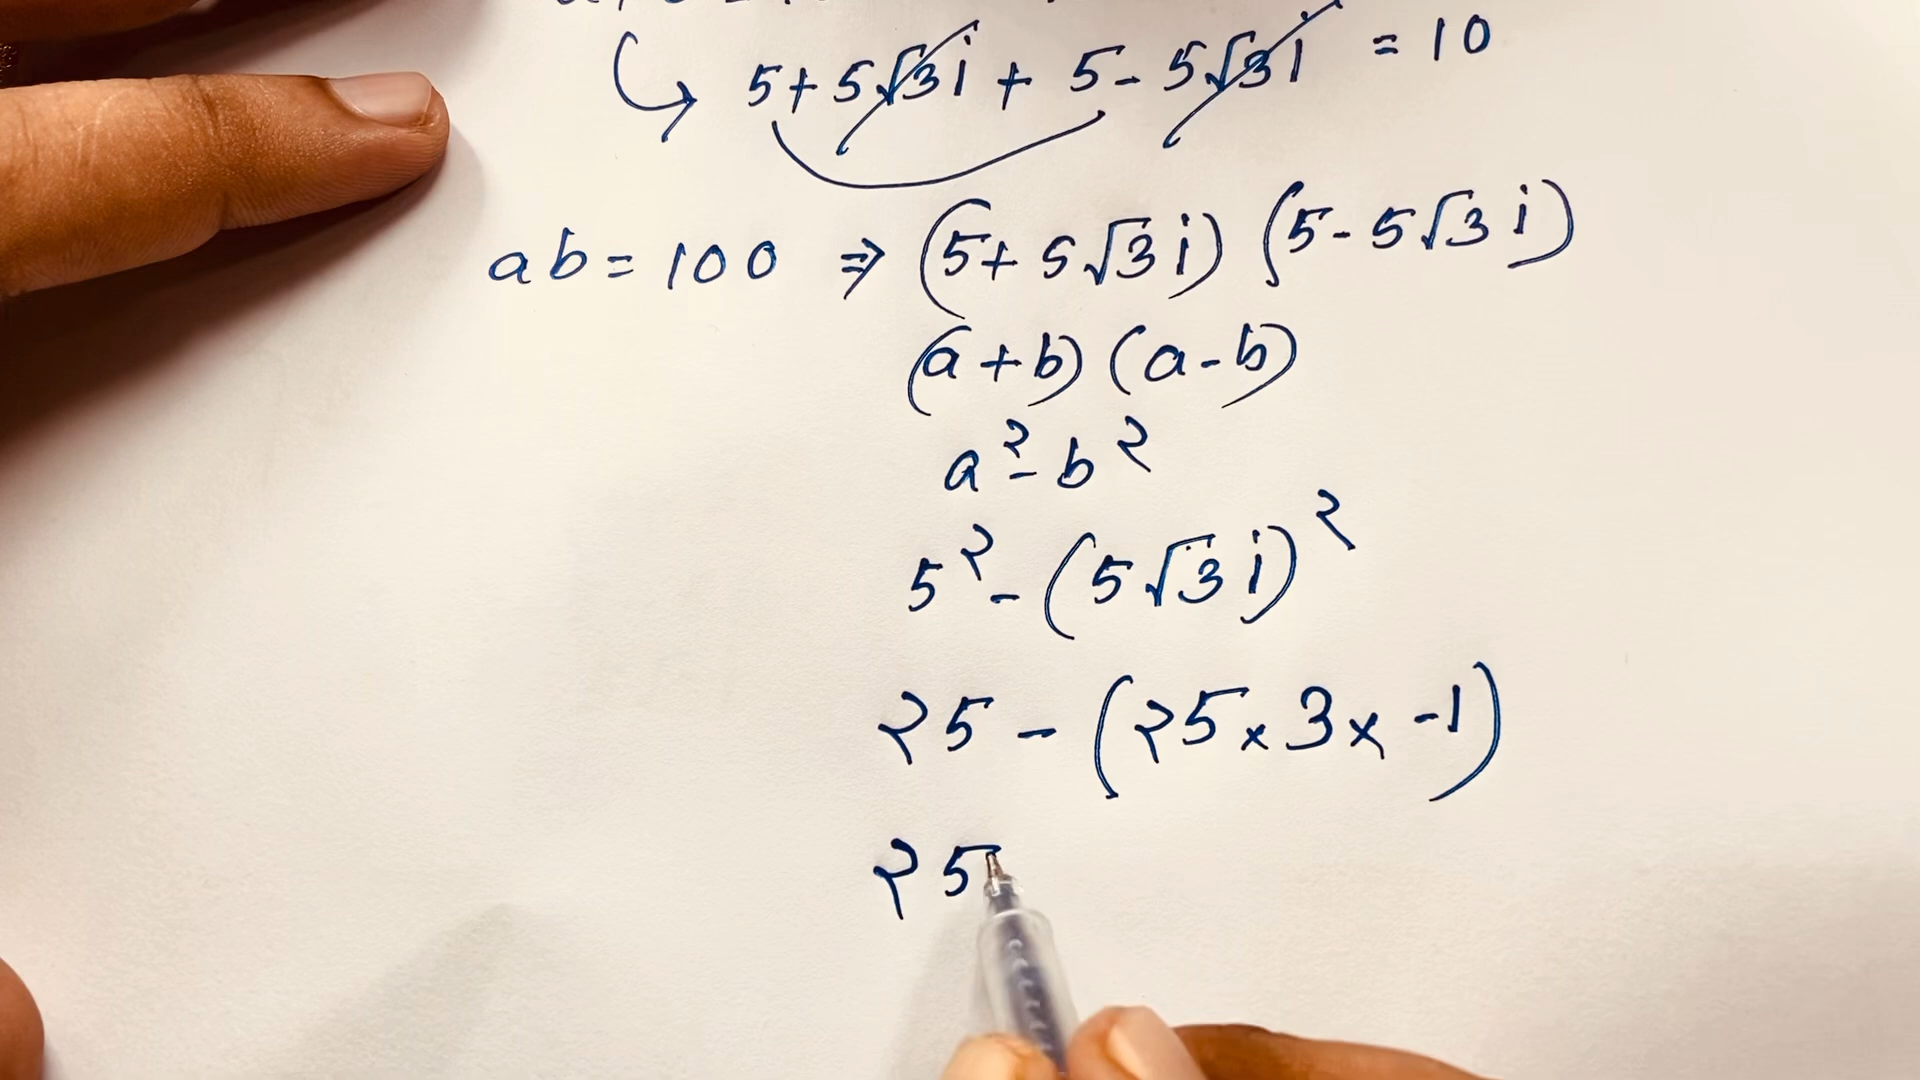 5+5√3i + 5-5√3i = 10
ab=100 ⇒ (5+5√3i) (5-5√3i)
(a+b) (a-b)
a²-b²
5²-(5√3i)²
25-(25×3×-1)
25